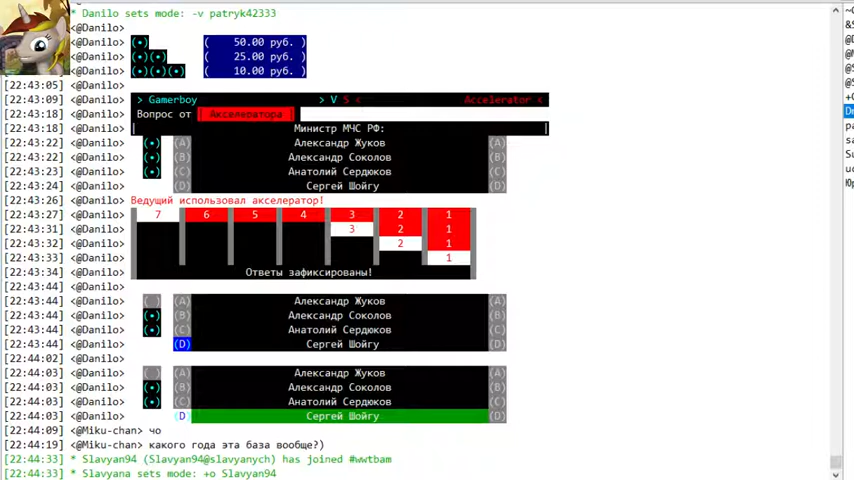 * Danilo sets mode: -v patryk42333
<@Danilo>
<@Danilo> (•) ( 50.00 руб. (
<@Danilo> (•)(•) ( 25.00 руб. (
<@Danilo> (•)(•)(•) ( 10.00 руб. (
[22:43:05] <@Danilo>
[22:43:09] <@Danilo> > Gamerboy > V S < Accelerator <
[22:43:18] <@Danilo> Вопрос от | Акселератора |
[22:43:18] <@Danilo> | Министр МЧС РФ: |
[22:43:22] <@Danilo> (•) (A) Александр Жуков (A)
[22:43:22] <@Danilo> (•) (B) Александр Соколов (B)
[22:43:23] <@Danilo> (•) (C) Анатолий Сердюков (C)
[22:43:24] <@Danilo> (D) Сергей Шойгу (D)
[22:43:26] <@Danilo> Ведущий использовал акселератор!
[22:43:27] <@Danilo> 7 6 5 4 3 2 1
[22:43:31] <@Danilo> 3 2 1
[22:43:32] <@Danilo> 2 1
[22:43:33] <@Danilo> 1
[22:43:34] <@Danilo> Ответы зафиксированы!
[22:43:44] <@Danilo>
[22:43:44] <@Danilo> ( ) (A) Александр Жуков (A)
[22:43:44] <@Danilo> (•) (B) Александр Соколов (B)
[22:43:44] <@Danilo> (•) (C) Анатолий Сердюков (C)
[22:43:44] <@Danilo> (D) Сергей Шойгу (D)
[22:44:02] <@Danilo>
[22:44:03] <@Danilo> ( ) (A) Александр Жуков (A)
[22:44:03] <@Danilo> (•) (B) Александр Соколов (B)
[22:44:03] <@Danilo> (•) (C) Анатолий Сердюков (C)
[22:44:03] <@Danilo> (D) Сергей Шойгу (D)
[22:44:09] <@Miku-chan> чо
[22:44:19] <@Miku-chan> какого года эта база вообще?)
[22:44:33] * Slavyan94 (Slavyan94@slavyanych) has joined #wwtbam
[22:44:33] * Slavyana sets mode: +o Slavyan94